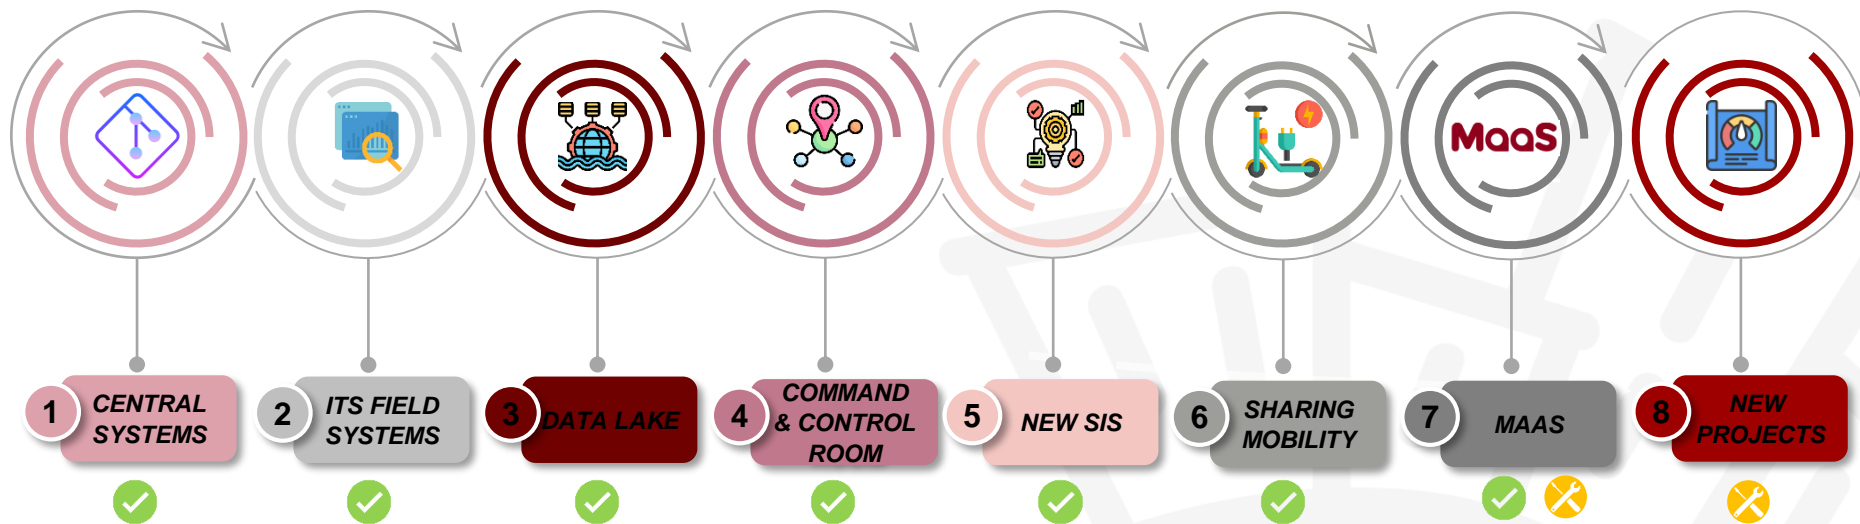 MaaS
1
CENTRAL
SYSTEMS
2
ITS FIELD
SYSTEMS
3
DATA LAKE
4
COMMAND
& CONTROL
ROOM
5
NEW SIS
6
SHARING
MOBILITY
7
MAAS
8
NEW
PROJECTS